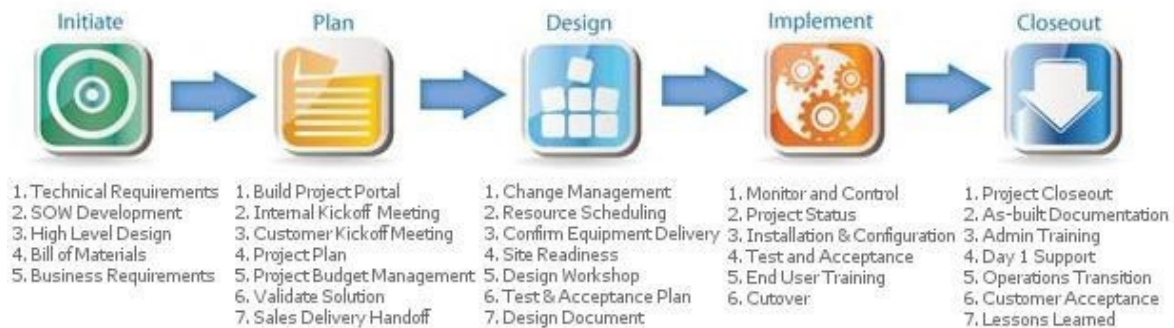 Initiate
Plan
Design
Implement
Closeout
1. Technical Requirements
2. SOW Development
3. High Level Design
4. Bill of Materials
5. Business Requirements
1. Build Project Portal
2. Internal Kickoff Meeting
3. Customer Kickoff Meeting
4. Project Plan
5. Project Budget Management
6. Validate Solution
7. Sales Delivery Handoff
1. Change Management
2. Resource Scheduling
3. Confirm Equipment Delivery
4. Site Readiness
5. Design Workshop
6. Test & Acceptance Plan
7. Design Document
1. Monitor and Control
2. Project Status
3. Installation & Configuration
4. Test and Acceptance
5. End User Training
6. Cutover
1. Project Closeout
2. As-built Documentation
3. Admin Training
4. Day 1 Support
5. Operations Transition
6. Customer Acceptance
7. Lessons Learned